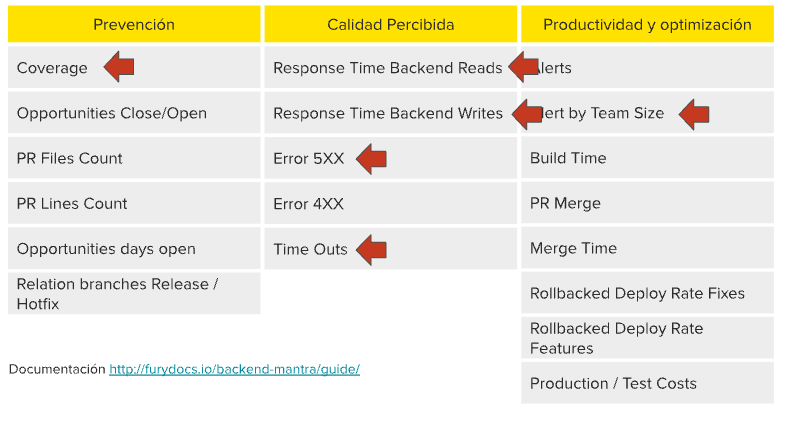 Prevención
Calidad Percibida
Productividad y optimización
Coverage
Response Time Backend Reads
Alerts
Opportunities Close/Open
Response Time Backend Writes
Alert by Team Size
PR Files Count
Error 5XX
Build Time
PR Lines Count
Error 4XX
PR Merge
Opportunities days open
Time Outs
Merge Time
Relation branches Release /
Hotfix
Rollbacked Deploy Rate Fixes
Rollbacked Deploy Rate
Features
Documentación http://furydocs.io/backend-mantra/guide/
Production / Test Costs